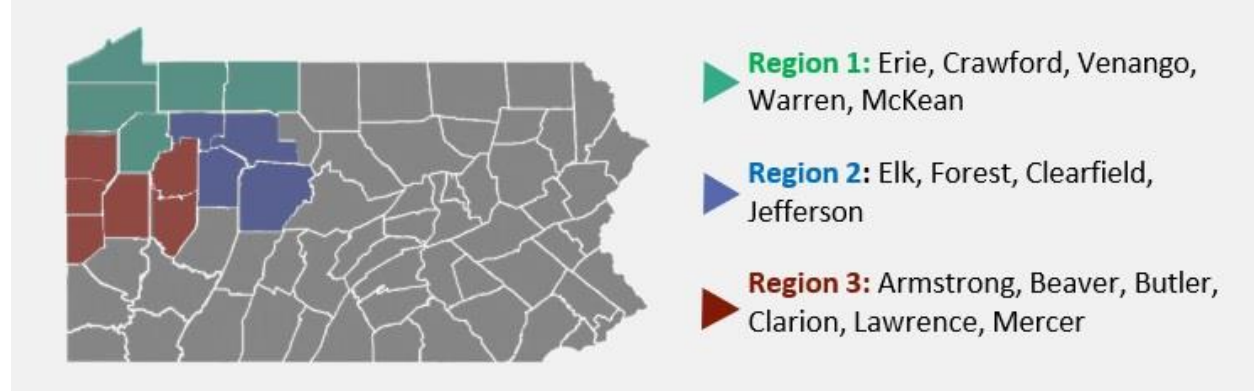 Region 1: Erie, Crawford, Venango,
Warren, McKean
Region 2: Elk, Forest, Clearfield,
Jefferson
Region 3: Armstrong, Beaver, Butler,
Clarion, Lawrence, Mercer